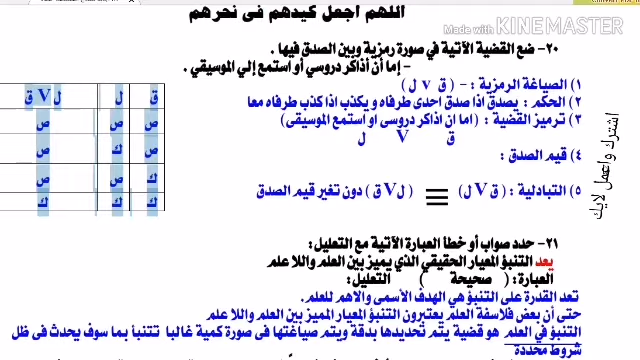 اللهم اجعل كيدهم فى نحرهم
Made with KINEMASTER
٢٠- ضع القضية الآتية في صورة رمزية وبين الصدق فيها .
- إما أن أذاكر دروسي أو استمع إلي الموسيقي .
١) الصياغة الرمزية : - ( ق V ل )
٢) الحكم : يصدق إذا صدق احدى طرفاه و يكذب اذا كذب طرفاه معا
٣) ترميز القضية : ( اما ان اذاكر دروسى او استمع الموسيقى )
ق V ل
٤) قيم الصدق :
ق ل ل V ق
ص ص ص
ص ك ص
ك ص ص
ك ك ك
٥) التبادلية : ( ق V ل ) ≡ ( ل V ق ) دون تغير قيم الصدق
اشترك واعمل لايك
٢١- حدد صواب أو خطأ العبارة الآتية مع التعليل :
يعد التنبؤ المعيار الحقيقي الذي يميز بين العلم واللا علم
العبارة : ( صحيحة ) التعليل :
تعد القدرة على التنبؤ هي الهدف الأسمى والاهم للعلم .
حتى أن بعض فلاسفة العلم يعتبرون التنبؤ المعيار المميز بين العلم واللا علم
التنبؤ في العلم هو قضية يتم تحديدها بدقة ويتم صياغتها فى صورة كمية غالبا تتنبأ بما سوف يحدث فى ظل
شروط محددة